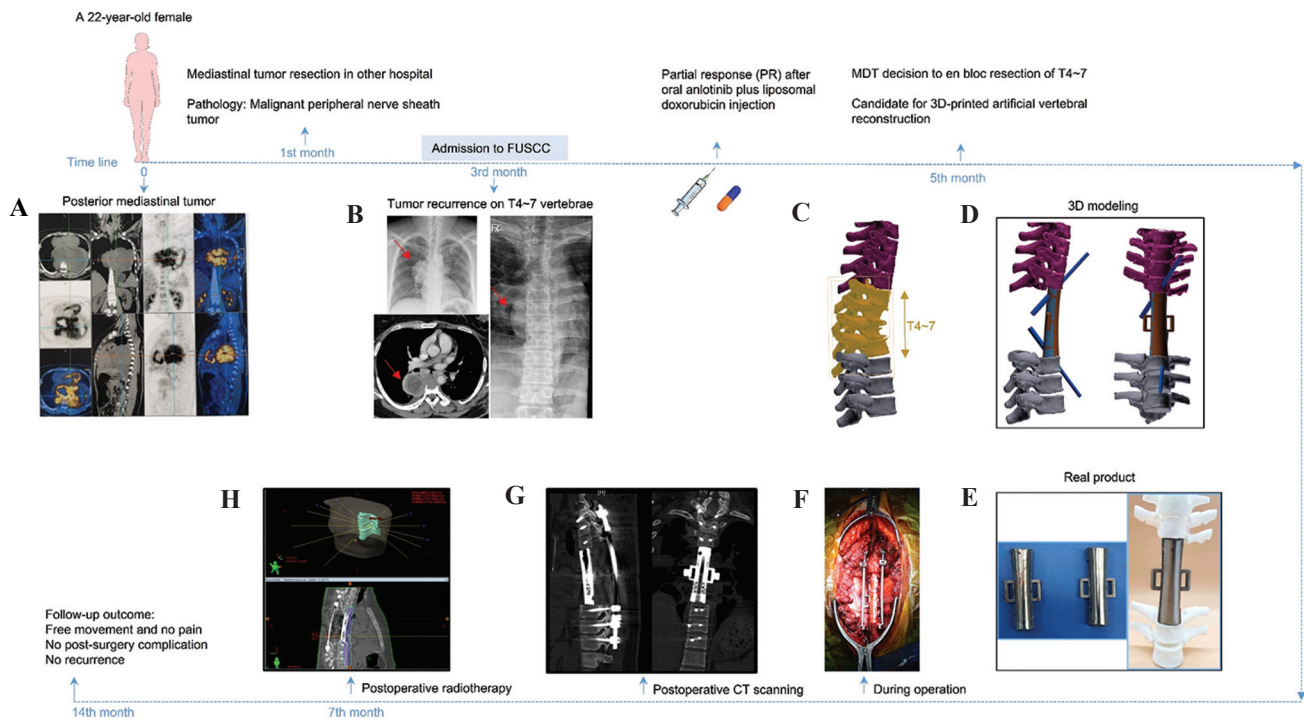 A 22-year-old female
Mediastinal tumor resection in other hospital
Pathology: Malignant peripheral nerve sheath
tumor
Partial response (PR) after
oral anlotinib plus liposomal
doxorubicin injection
MDT decision to en bloc resection of T4~7
Candidate for 3D-printed artificial vertebral
reconstruction
Admission to FUSCC
Time line
0
1st month
3rd month
5th month
A
Posterior mediastinal tumor
B
Tumor recurrence on T4~7 vertebrae
C
T4~7
D
3D modeling
H
G
F
E
Real product
Follow-up outcome:
Free movement and no pain
No post-surgery complication
No recurrence
Postoperative radiotherapy
Postoperative CT scanning
During operation
14th month
7th month